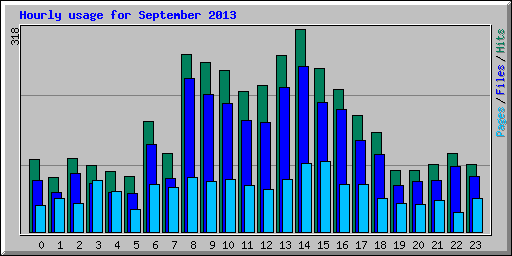 Hourly usage for September 2013
318
Pages/Files/Hits
0 1 2 3 4 5 6 7 8 9 10 11 12 13 14 15 16 17 18 19 20 21 22 23